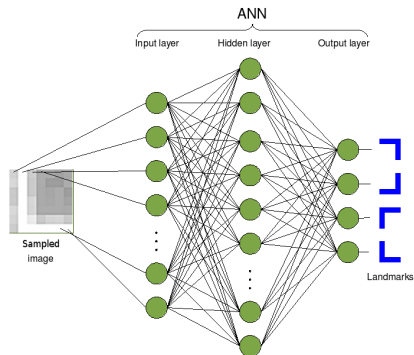 ANN
Input layer
Hidden layer
Output layer
Sampled
image
Landmarks